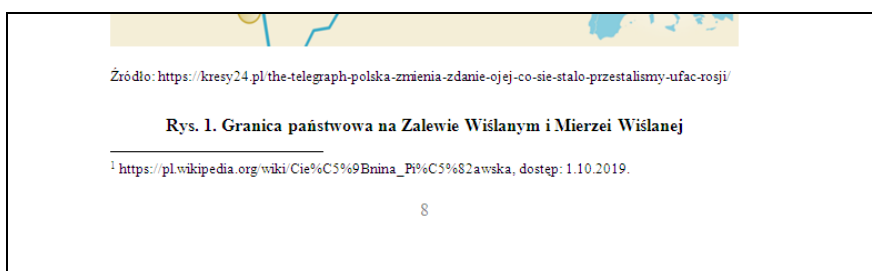 Źródło: https://kresy24.pl/the-telegraph-polska-zmienia-zdanie-ojej-co-sie-stalo-przestalismy-ufac-rosji/
Rys. 1. Granica państwowa na Zalewie Wiślanym i Mierzei Wiślanej
1 https://pl.wikipedia.org/wiki/Cie%C5%9Bnina_Pi%C5%82awska, dostęp: 1.10.2019.
8